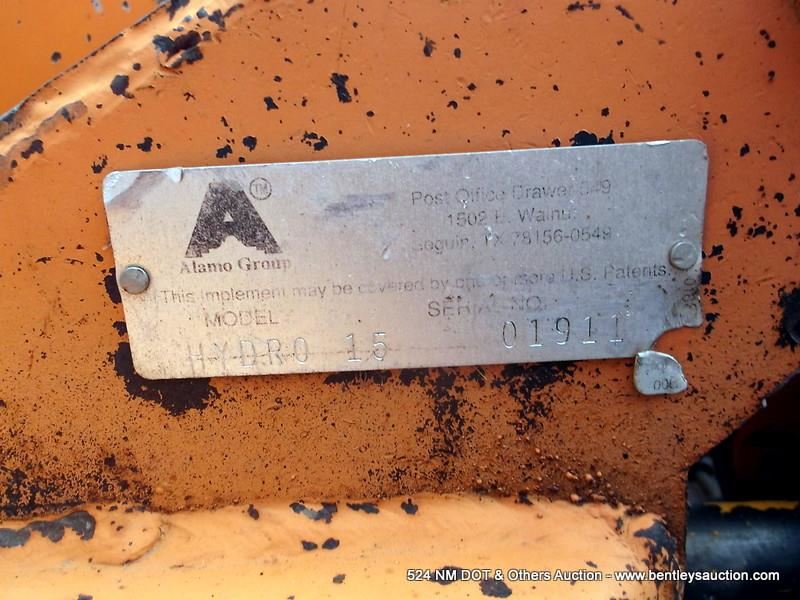 A TM
Alamo Group
Post Office Drawer 549
1502 E. Walnut
Seguin, TX 78156-0549
This implement may be covered by one or more U.S. Patents.
MODEL SERIAL NO.
HYDRO 15 01911
524 NM DOT & Others Auction - www.bentleysauction.com